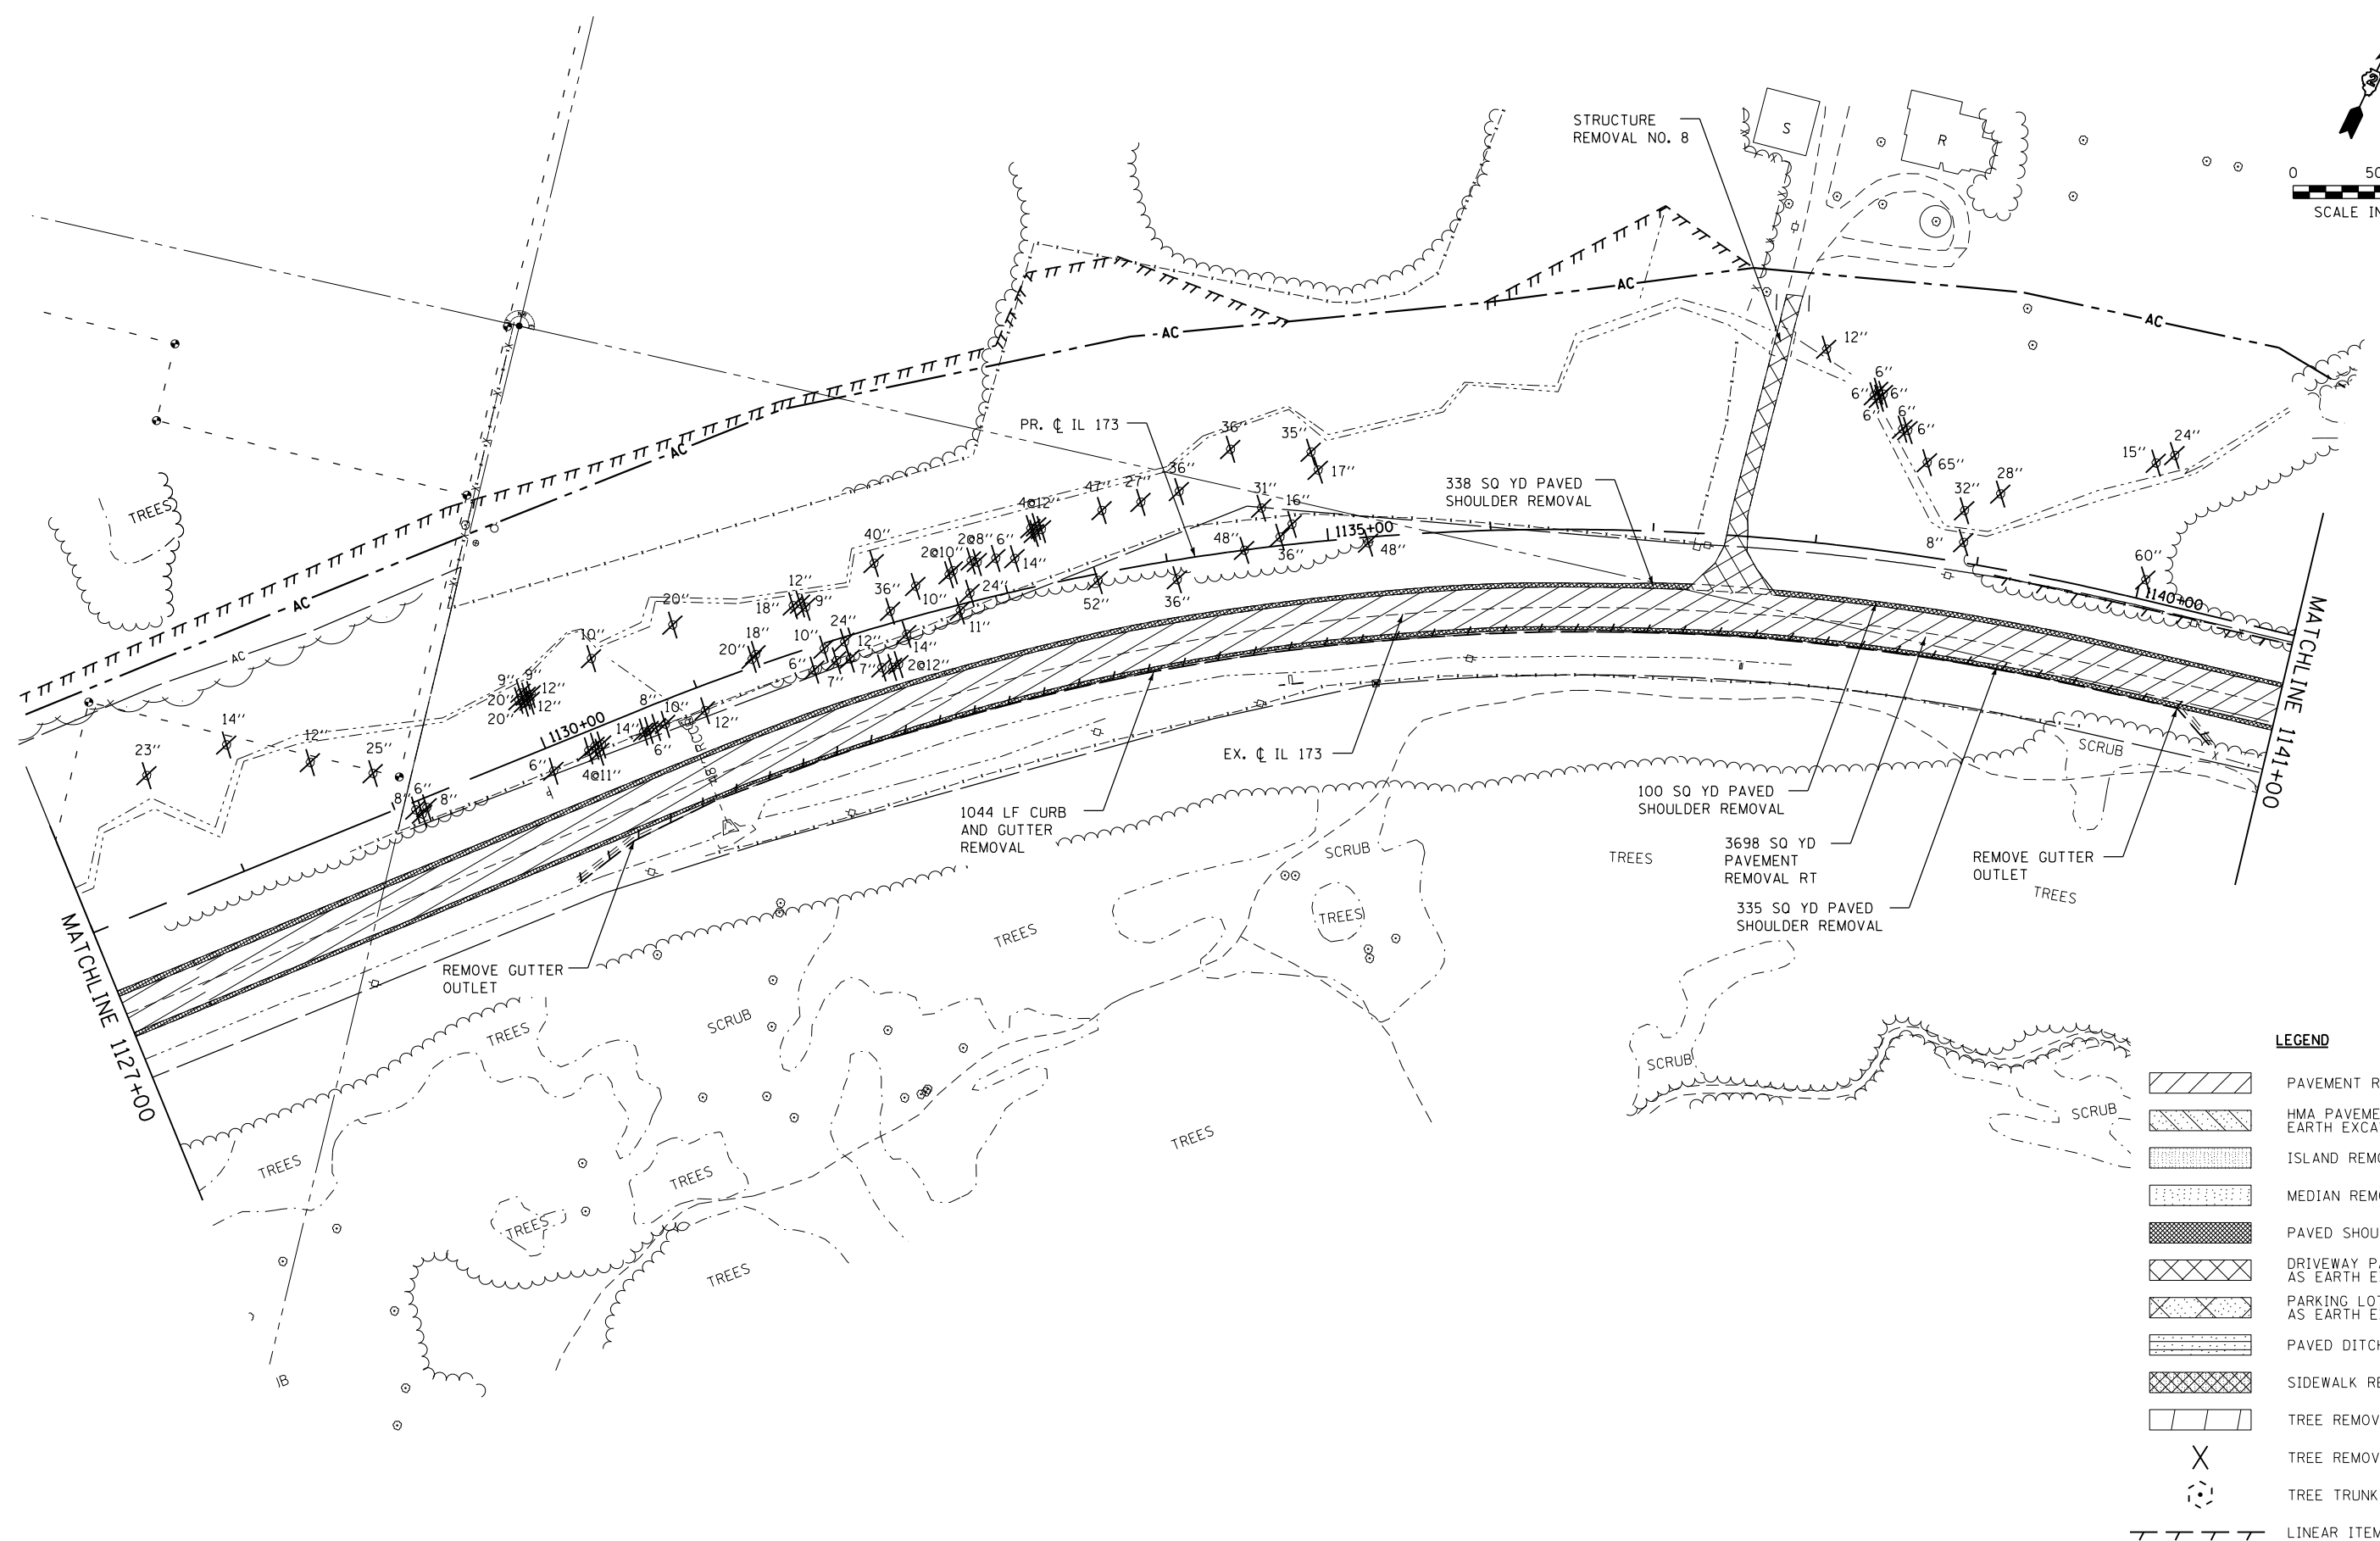 STRUCTURE
REMOVAL NO. 8
S
R
0
50
SCALE IN
AC
AC
AC
AC
AC
AC
12''
6''
6''
6''
6''
6''
6''
65''
32''
28''
8''
15''
24''
60''
PR. ℄ IL 173
36''
35''
17''
36''
27''
47''
4@12''
31''
16''
48''
36''
1135+00
48''
338 SQ YD PAVED
SHOULDER REMOVAL
40''
2@10''
2@8''
6''
14''
24''
36''
10''
11''
52''
36''
12''
18''
9''
20''
18''
20''
10''
24''
12''
6''
7''
7''
14''
2@12''
10''
9''
9''
20''
12''
12''
20''
1130+00
14''
8''
10''
6''
12''
6''
4@11''
14''
23''
12''
25''
8''
6''
8''
TREES
1140+00
MATCHLINE 1141+00
MATCHLINE 1127+00
EX. ℄ IL 173
1044 LF CURB
AND GUTTER
REMOVAL
100 SQ YD PAVED
SHOULDER REMOVAL
3698 SQ YD
PAVEMENT
REMOVAL RT
335 SQ YD PAVED
SHOULDER REMOVAL
REMOVE GUTTER
OUTLET
REMOVE GUTTER
OUTLET
SCRUB
TREES
TREES
SCRUB
TREES
TREES
SCRUB
TREES
TREES
TREES
TREES
TREES
TREES
SCRUB
SCRUB
LEGEND
PAVEMENT R
HMA PAVEME
EARTH EXCA
ISLAND REMO
MEDIAN REMO
PAVED SHOU
DRIVEWAY PA
AS EARTH E
PARKING LOT
AS EARTH E
PAVED DITCH
SIDEWALK RE
TREE REMOV
TREE REMOV
TREE TRUNK
LINEAR ITEM